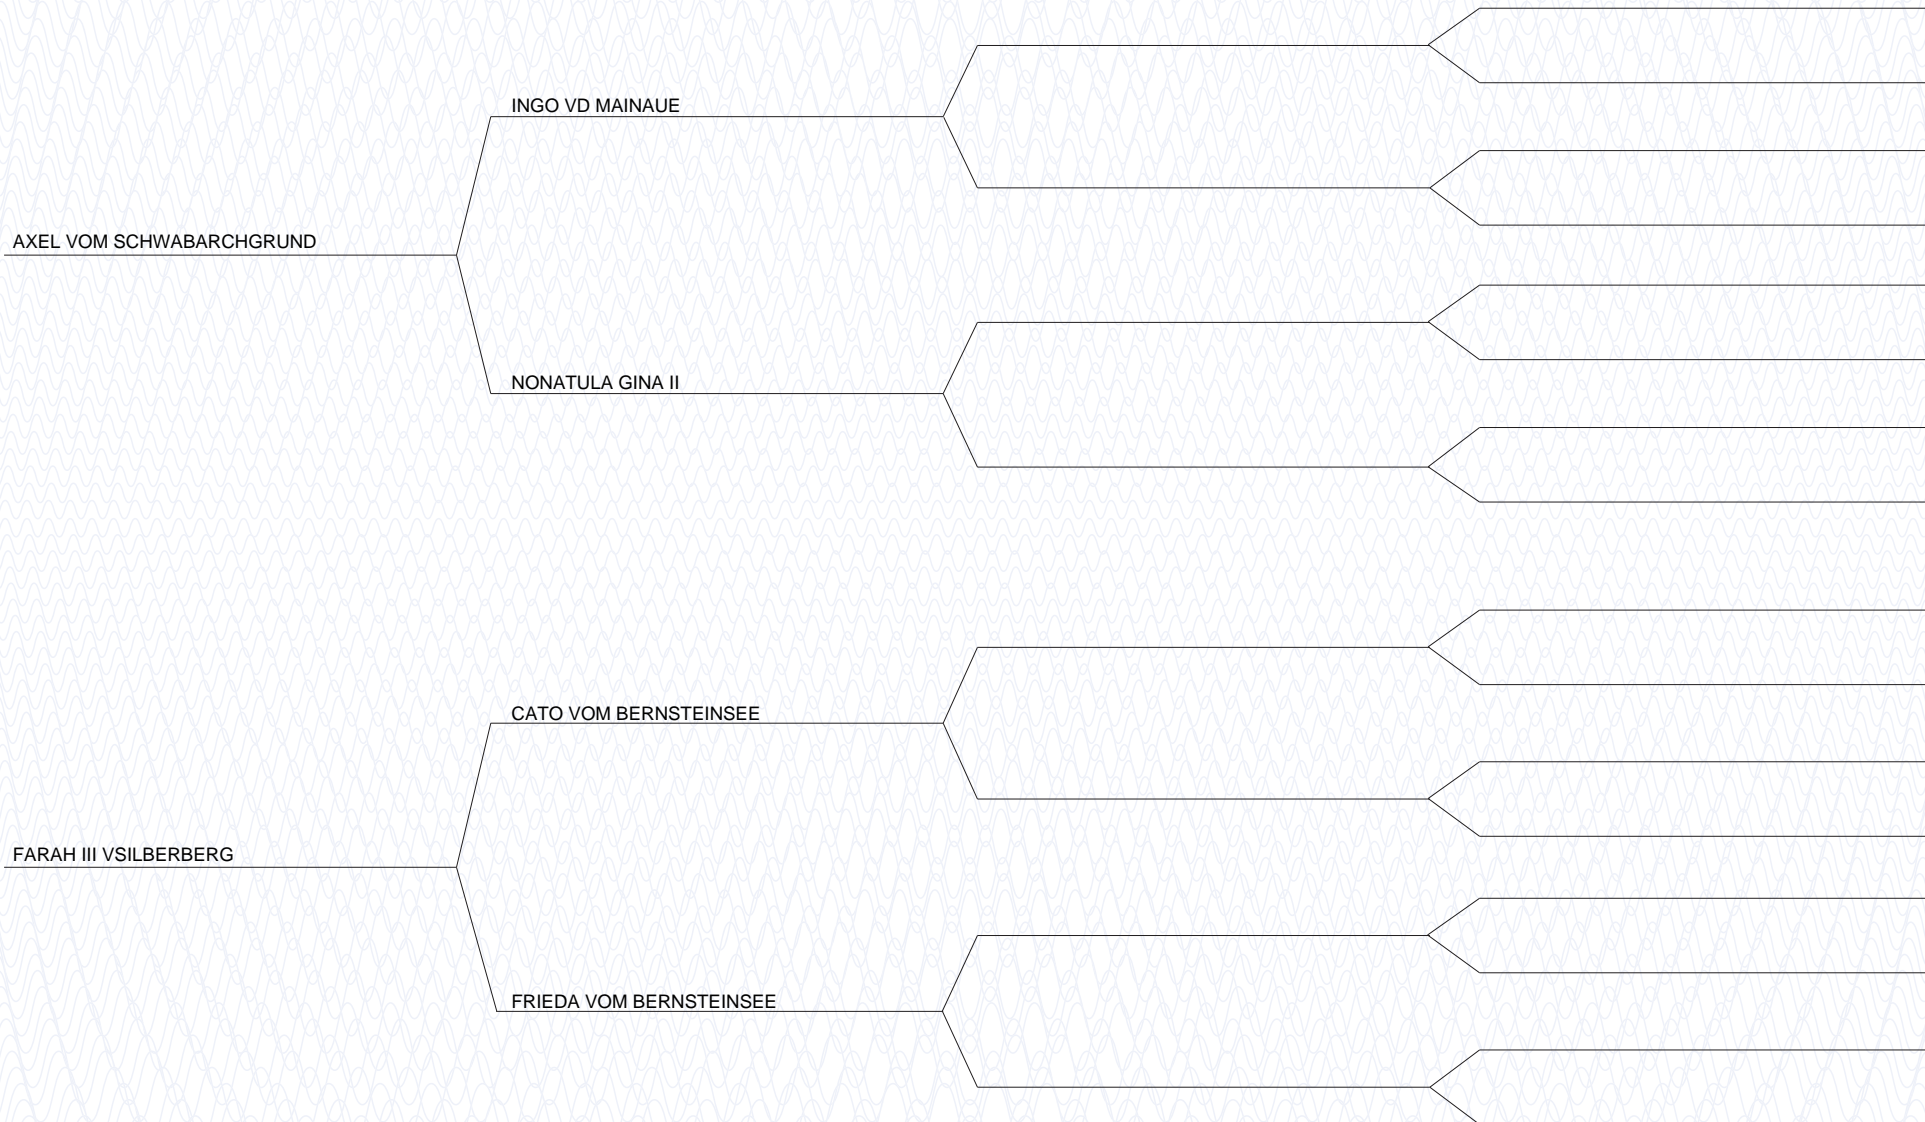 INGO VD MAINAUE
AXEL VOM SCHWABARCHGRUND
NONATULA GINA II
CATO VOM BERNSTEINSEE
FARAH III VSILBERBERG
FRIEDA VOM BERNSTEINSEE